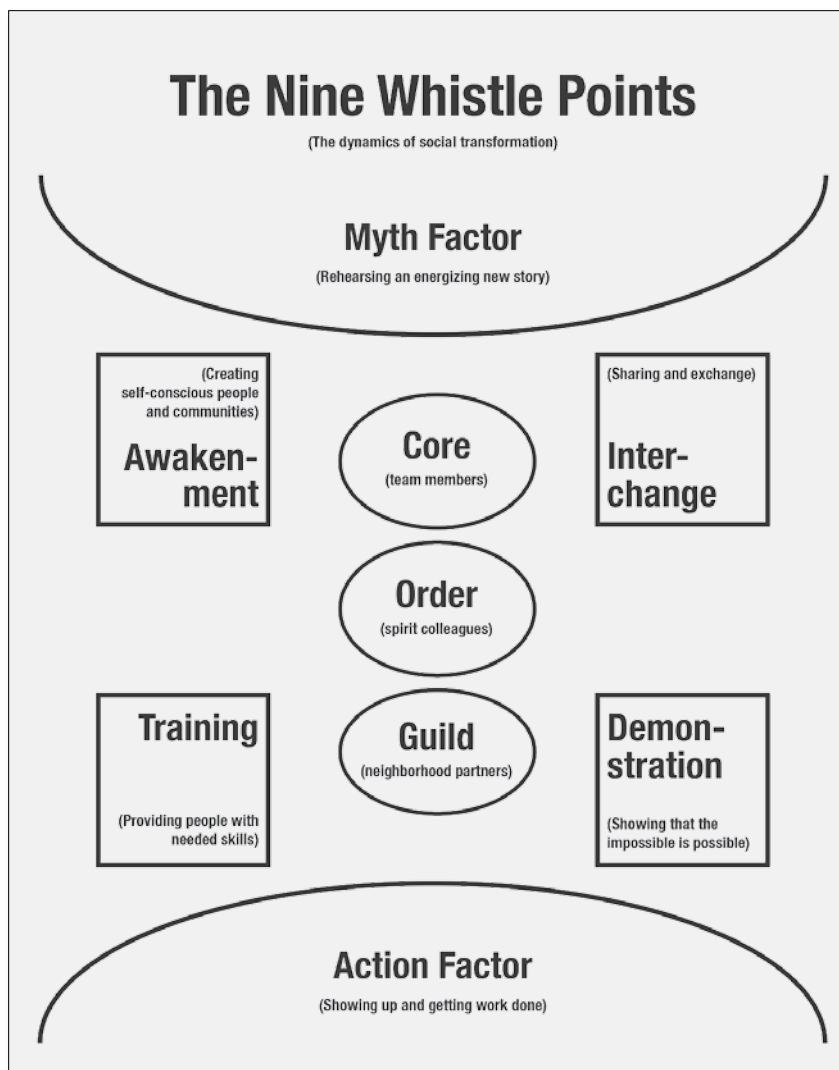 The Nine Whistle Points
(The dynamics of social transformation)
Myth Factor
(Rehearsing an energizing new story)
(Creating
self-conscious people
and communities)
Awaken-
ment
Core
(team members)
(Sharing and exchange)
Inter-
change
Order
(spirit colleagues)
Training
(Providing people with
needed skills)
Guild
(neighborhood partners)
Demon-
stration
(Showing that the
impossible is possible)
Action Factor
(Showing up and getting work done)